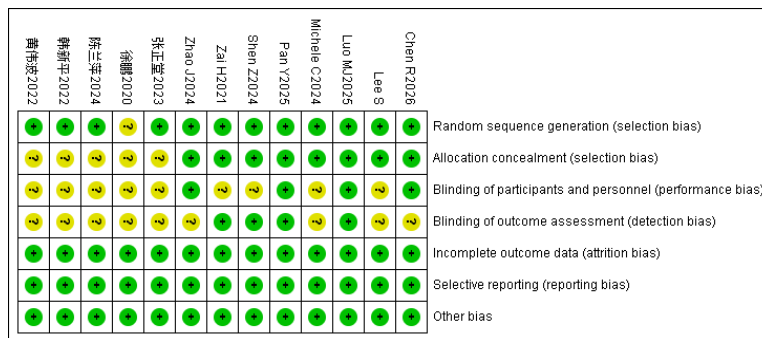 黄伟波2022
韩新平2022
陈兰萍2024
徐鹏2020
张正堂2023
Zhao J2024
Zai H2021
Shen Z2024
Pan Y2025
Michele C2024
Luo MJ2025
Lee S
Chen R2026
+ + + ? + + + + + + + + + Random sequence generation (selection bias)
? ? ? ? ? + + + + + + + + Allocation concealment (selection bias)
? ? ? ? ? + ? ? + ? + ? + Blinding of participants and personnel (performance bias)
? ? ? ? ? ? + + + ? + ? ? Blinding of outcome assessment (detection bias)
+ + + + + + + + + + + + + Incomplete outcome data (attrition bias)
+ + + + + + + + + + + + + Selective reporting (reporting bias)
+ + + + + + + + + + + + + Other bias